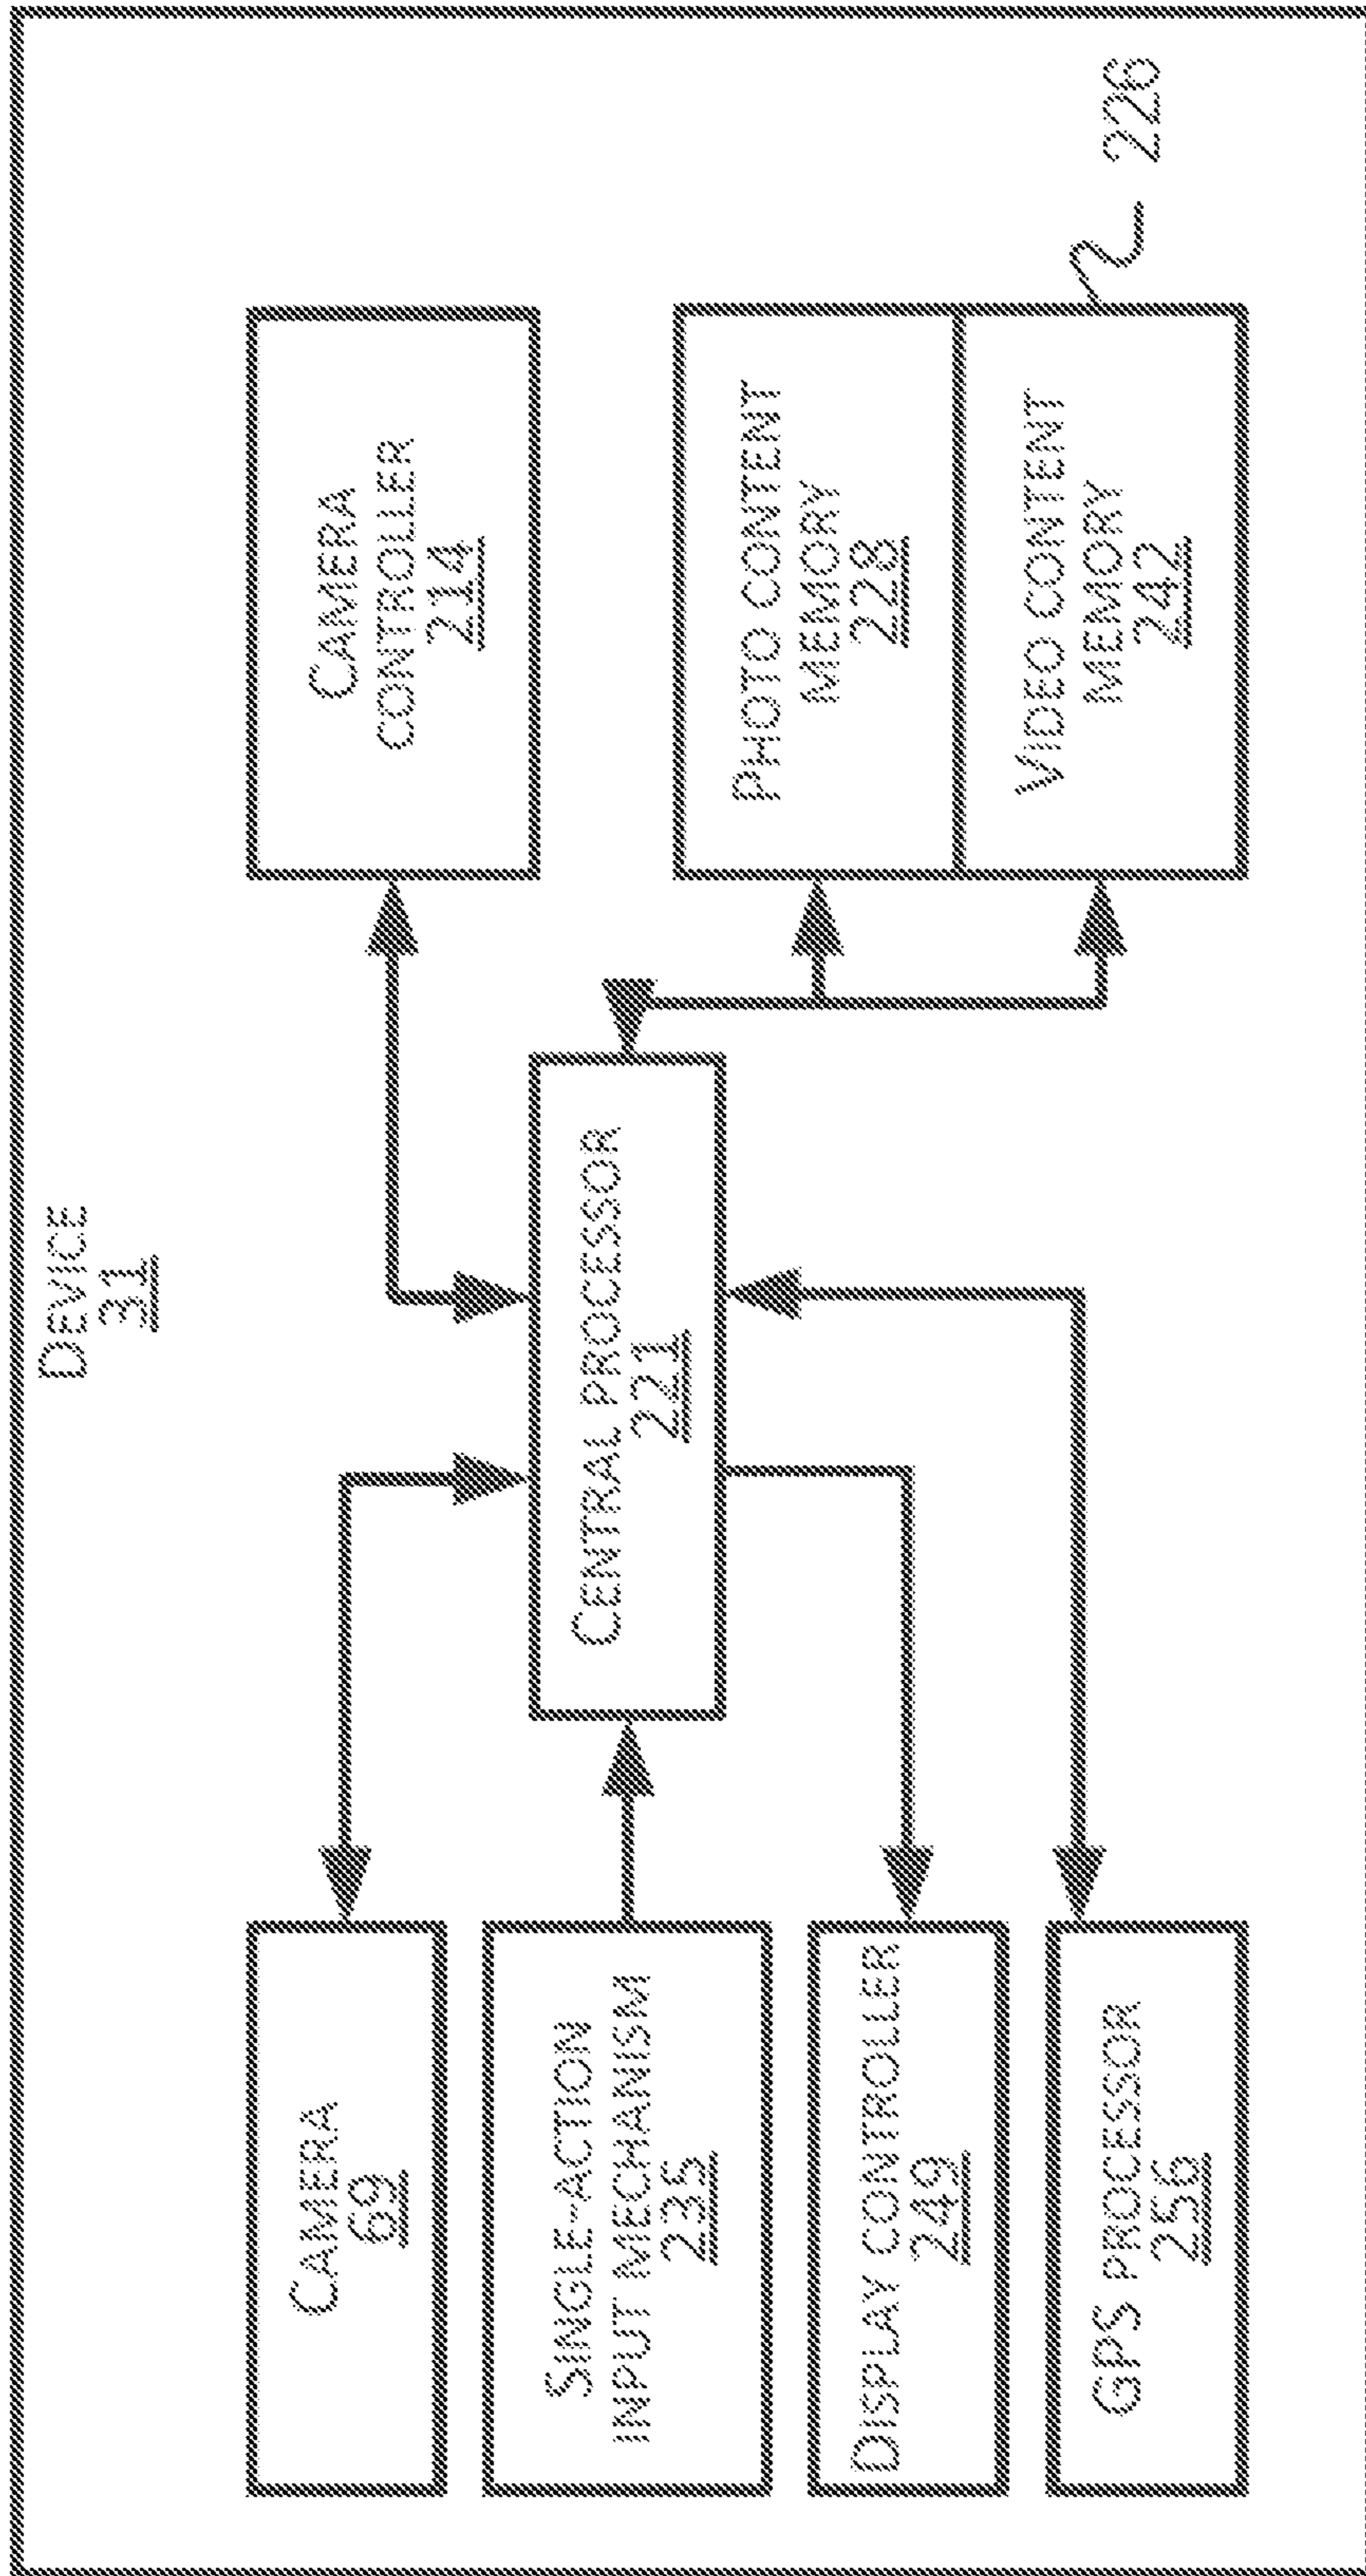 DEVICE
31
CAMERA
69
SINGLE-ACTION
INPUT MECHANISM
235
DISPLAY CONTROLLER
249
GPS PROCESSOR
256
CENTRAL PROCESSOR
221
CAMERA
CONTROLLER
214
PHOTO CONTENT
MEMORY
228
VIDEO CONTENT
MEMORY
242
226